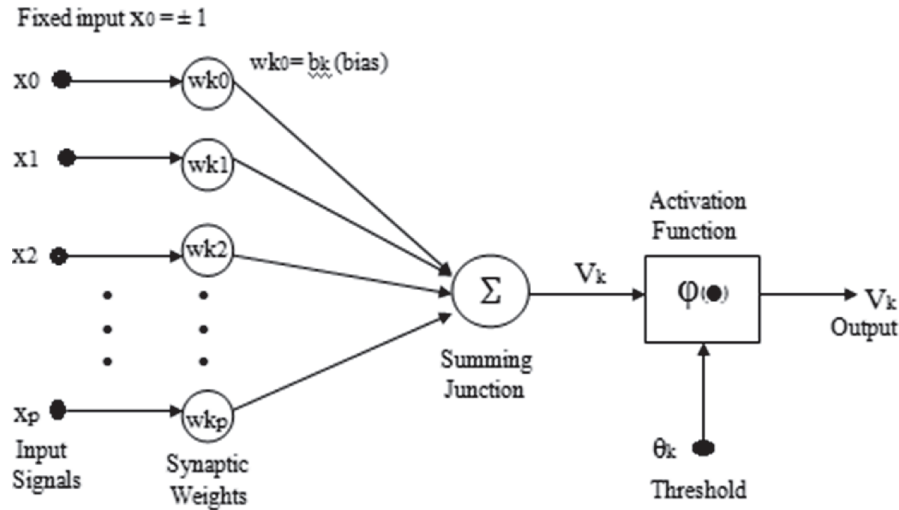 Fixed input x0 = ± 1
x0
wk0
wk0= bk (bias)
x1
wk1
x2
wk2
xp
wkp
Input
Signals
Synaptic
Weights
Σ
Summing
Junction
Vk
Activation
Function
φ(●)
Vk
Output
θk
Threshold